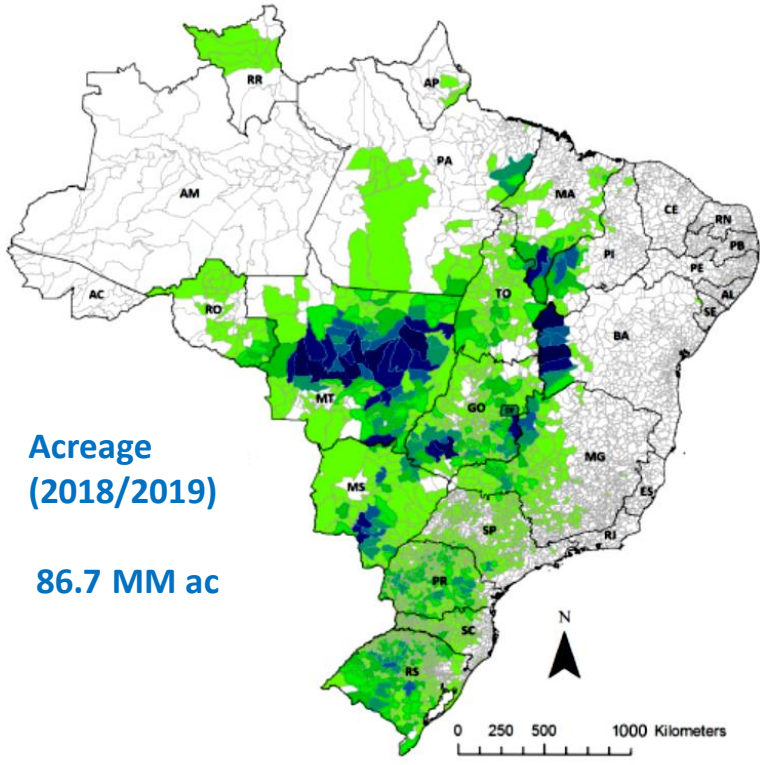 RR
AP
AM
PA
MA
CE
RN
PB
PI
PE
AC
AL
SE
RO
TO
BA
MT
GO
DF
MG
Acreage
(2018/2019)
MS
ES
SP
RJ
86.7 MM ac
PR
N
SC
RS
0 250 500 1000 Kilometers